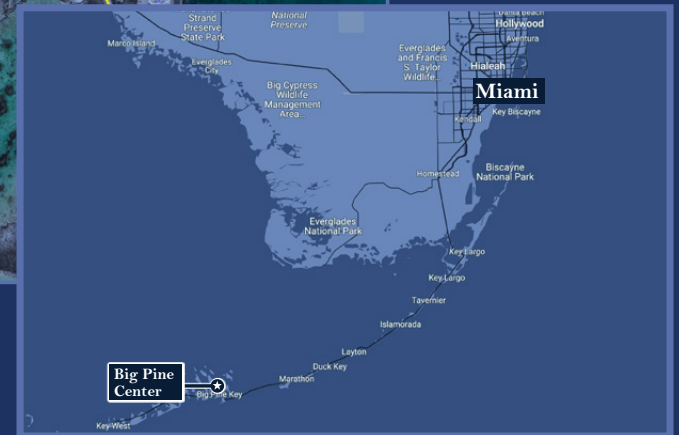 Strand
Preserve
State Park
National
Preserve
Dania Beach
Hollywood
Aventura
Marco Island
Everglades
City
Everglades
and Francis
S. Taylor
Wildlife...
Hialeah
Big Cypress
Wildlife
Management
Area...
Miami
Key Biscayne
Kendall
Homestead
Biscayne
National Park
Everglades
National Park
Key Largo
Key Largo
Tavernier
Islamorada
Layton
Duck Key
Marathon
Big Pine
Center
Big Pine Key
Key West